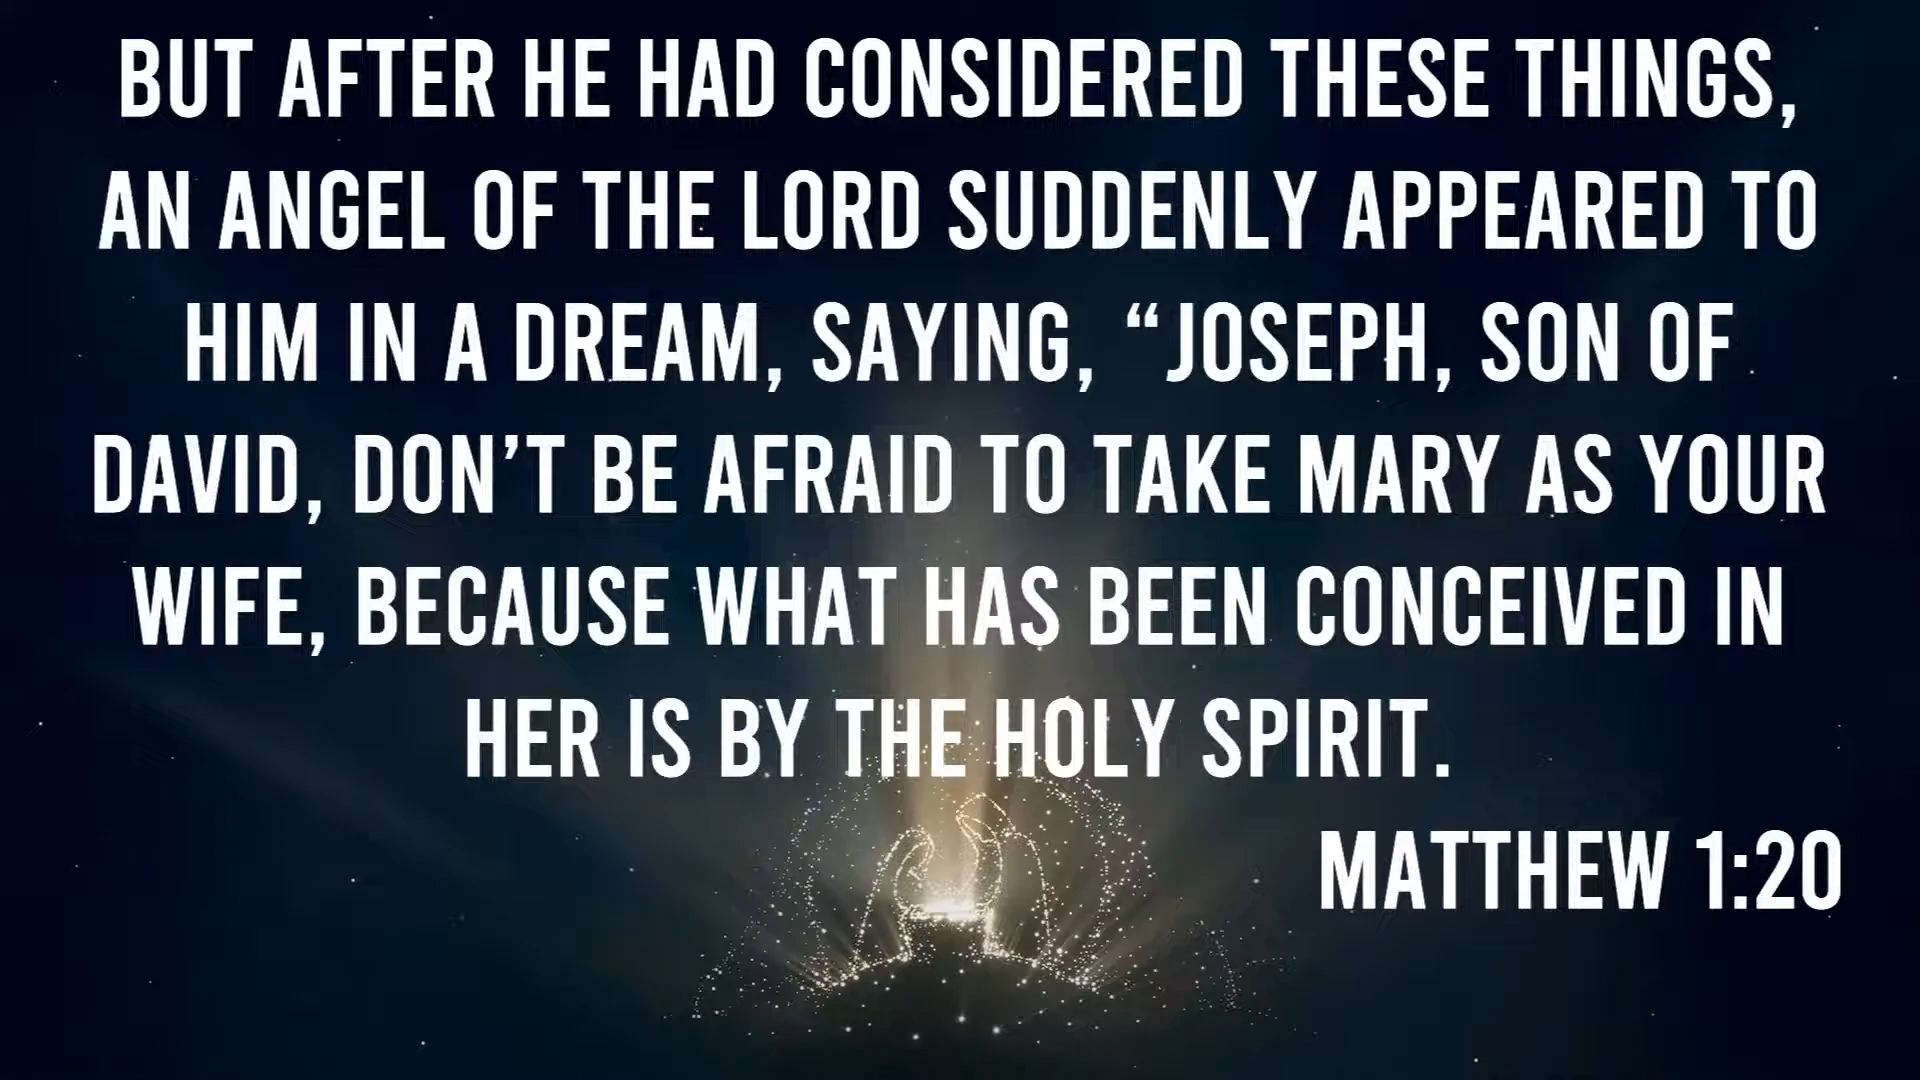 BUT AFTER HE HAD CONSIDERED THESE THINGS,
AN ANGEL OF THE LORD SUDDENLY APPEARED TO
HIM IN A DREAM, SAYING, “JOSEPH, SON OF
DAVID, DON’T BE AFRAID TO TAKE MARY AS YOUR
WIFE, BECAUSE WHAT HAS BEEN CONCEIVED IN
HER IS BY THE HOLY SPIRIT.
MATTHEW 1:20